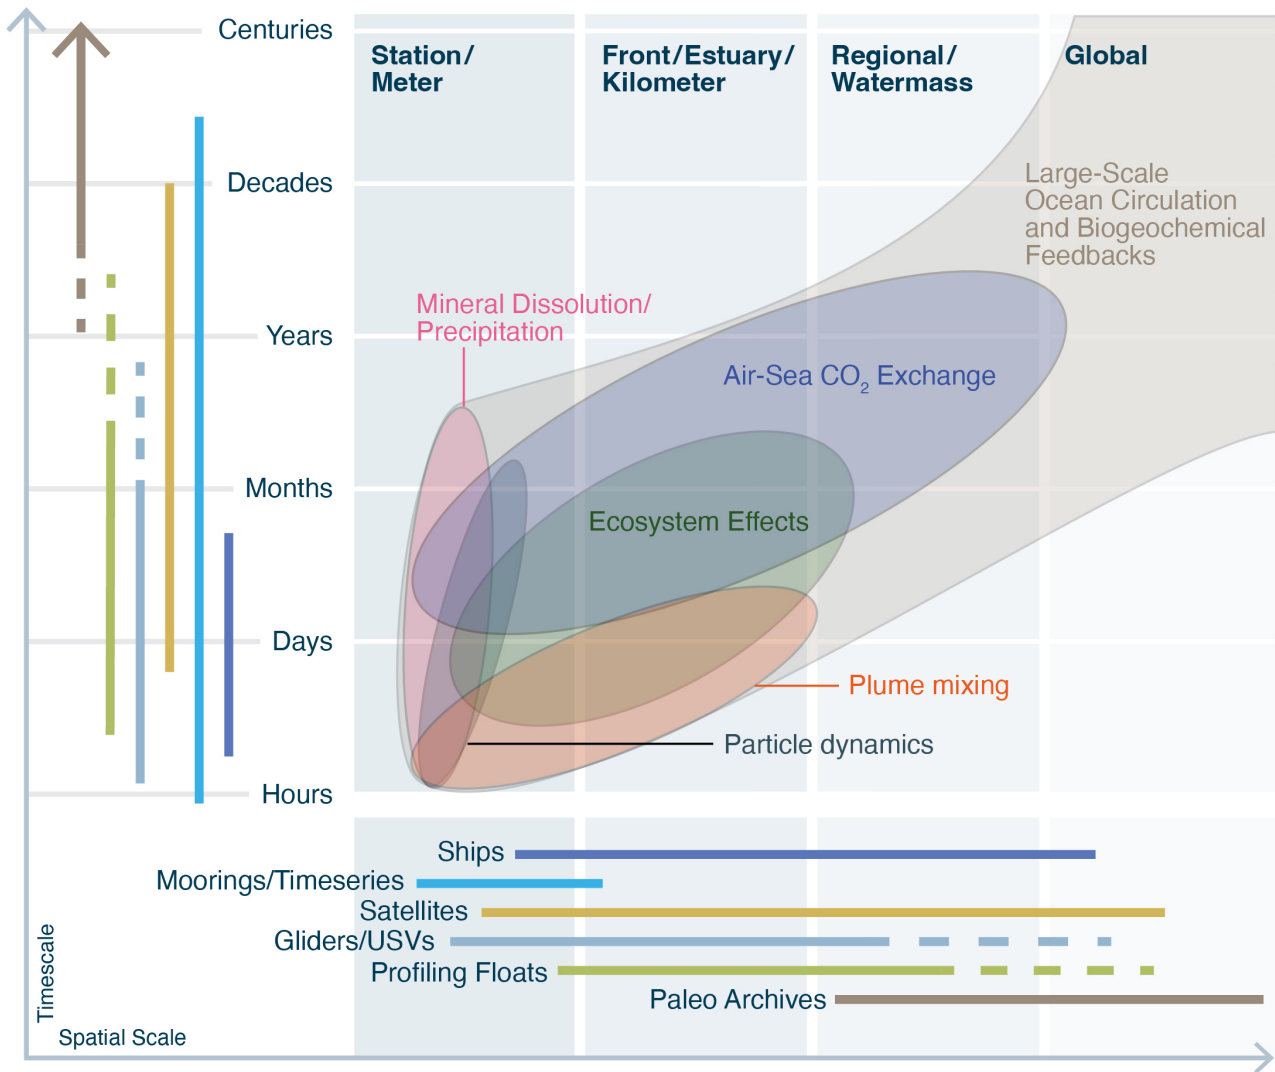 Centuries
Station/
Meter
Front/Estuary/
Kilometer
Regional/
Watermass
Global
Decades
Large-Scale
Ocean Circulation
and Biogeochemical
Feedbacks
Mineral Dissolution/
Precipitation
Years
Air-Sea CO₂ Exchange
Months
Ecosystem Effects
Days
Plume mixing
Particle dynamics
Hours
Ships
Moorings/Timeseries
Satellites
Gliders/USVs
Profiling Floats
Paleo Archives
Timescale
Spatial Scale